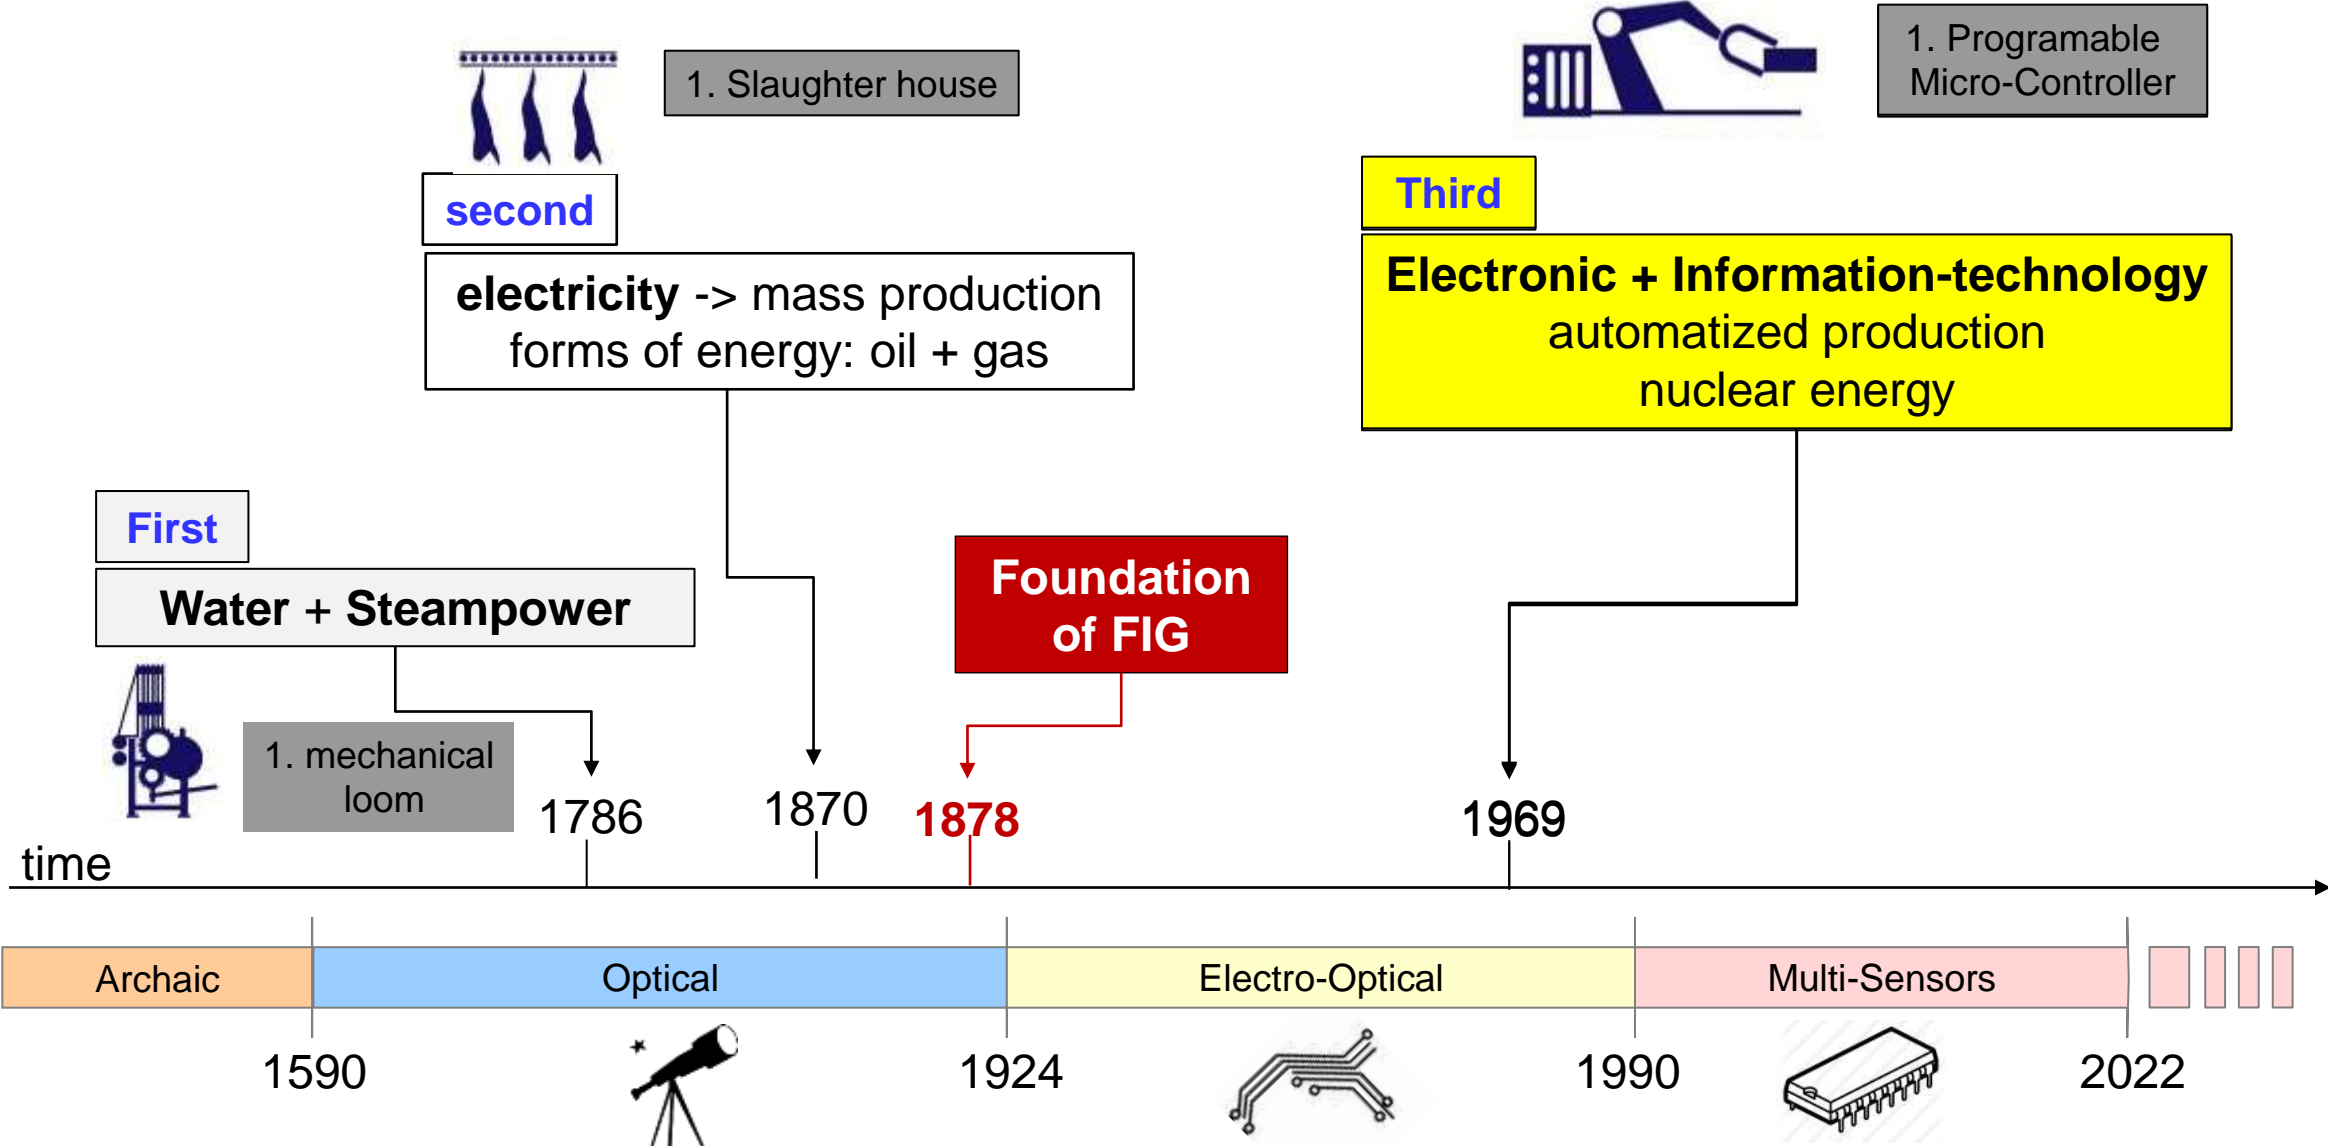 1. Slaughter house
1. Programable
Micro-Controller
second
Third
electricity -> mass production
forms of energy: oil + gas
Electronic + Information-technology
automatized production
nuclear energy
First
Water + Steampower
Foundation
of FIG
1. mechanical
loom
1786
1870
1878
1969
time
Archaic
Optical
Electro-Optical
Multi-Sensors
1590
1924
1990
2022